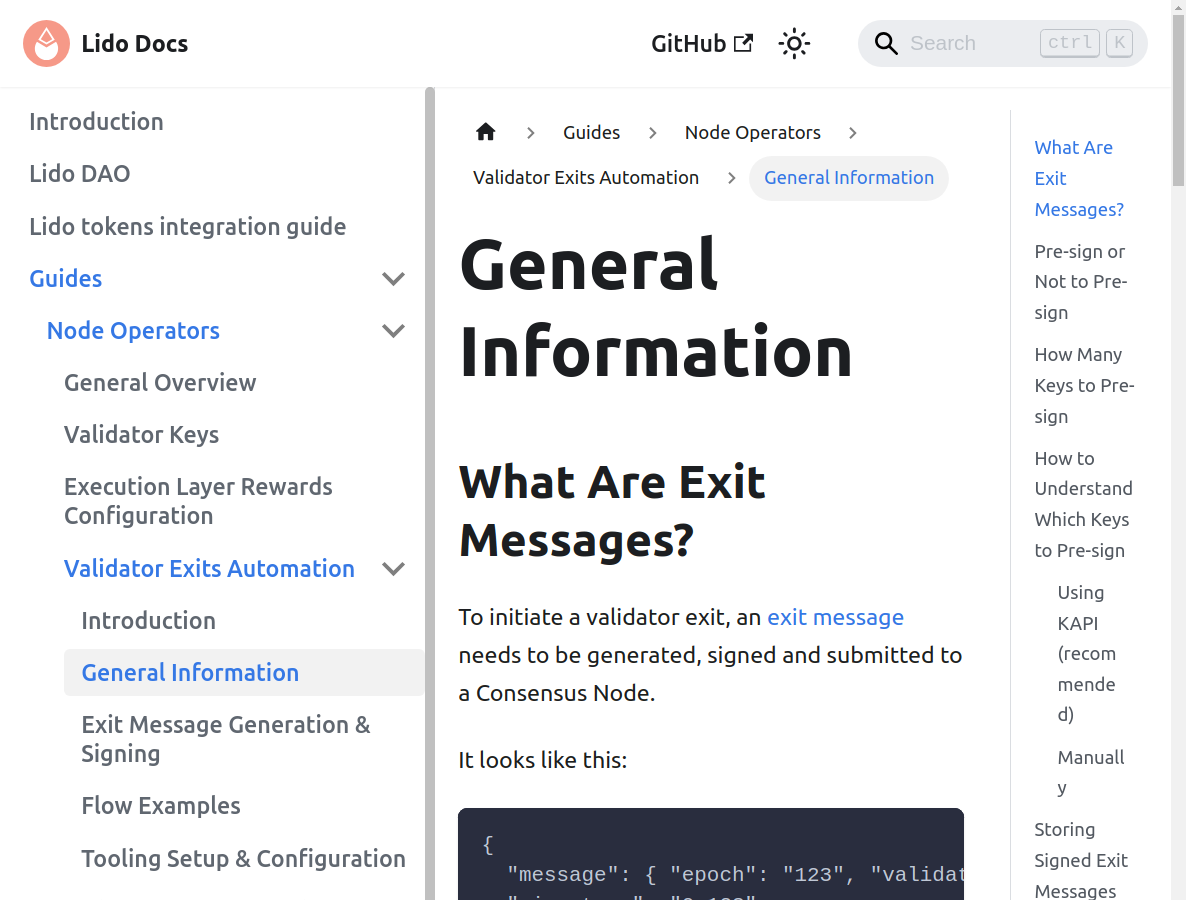 Lido Docs
GitHub
Search
ctrl K
Introduction
Lido DAO
Lido tokens integration guide
Guides
Node Operators
General Overview
Validator Keys
Execution Layer Rewards
Configuration
Validator Exits Automation
Introduction
General Information
Exit Message Generation &
Signing
Flow Examples
Tooling Setup & Configuration
Guides
Node Operators
Validator Exits Automation
General Information
General
Information
What Are Exit
Messages?
To initiate a validator exit, an exit message
needs to be generated, signed and submitted to
a Consensus Node.
It looks like this:
{
"message": { "epoch": "123", "validat
What Are
Exit
Messages?
Pre-sign or
Not to Pre-
sign
How Many
Keys to Pre-
sign
How to
Understand
Which Keys
to Pre-sign
Using
KAPI
(recom
mende
d)
Manuall
y
Storing
Signed Exit
Messages